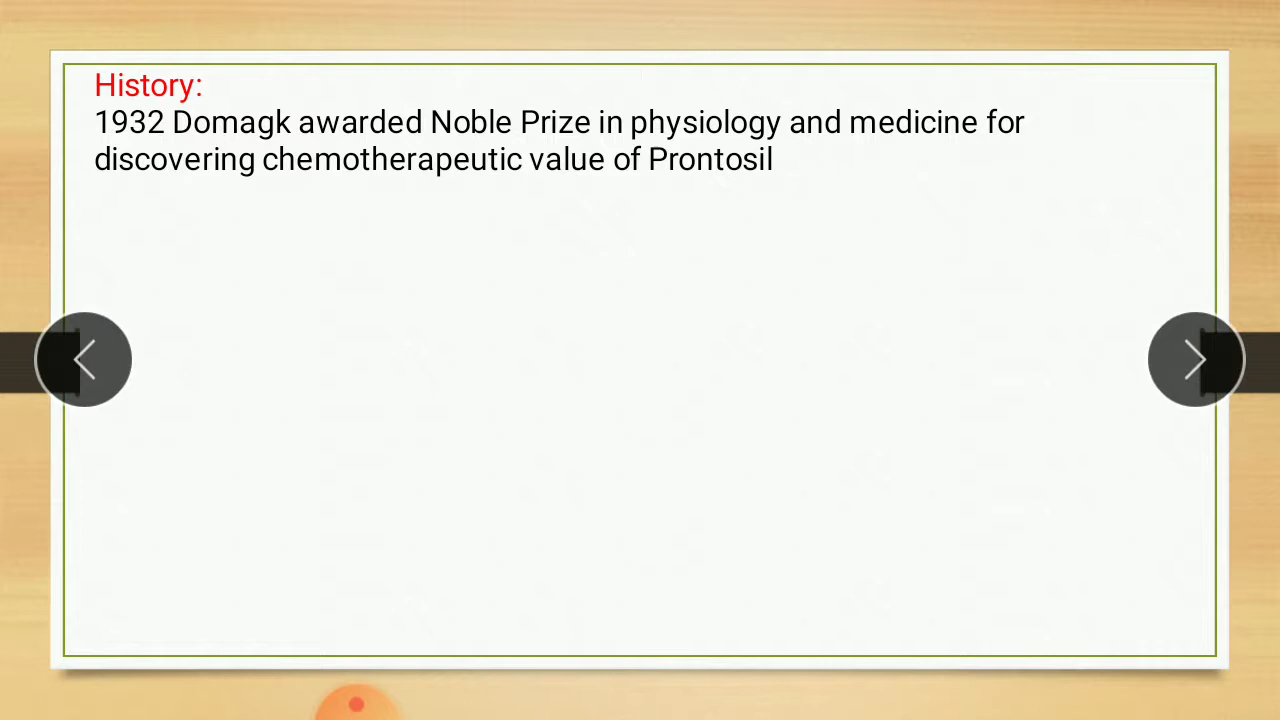 History:
1932 Domagk awarded Noble Prize in physiology and medicine for
discovering chemotherapeutic value of Prontosil